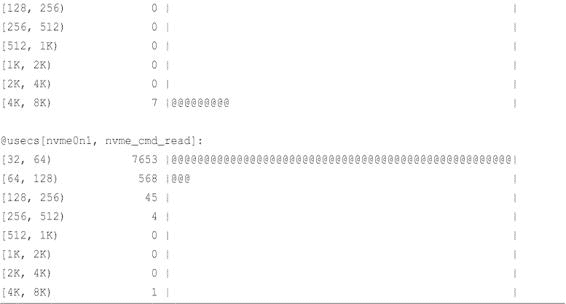 [128, 256) 0 | |
[256, 512) 0 | |
[512, 1K) 0 | |
[1K, 2K) 0 | |
[2K, 4K) 0 | |
[4K, 8K) 7 |@@@@@@@@@ |
@usecs[nvme0n1, nvme_cmd_read]:
[32, 64) 7653 |@@@@@@@@@@@@@@@@@@@@@@@@@@@@@@@@@@@@@@@@@@@@@@@@@@@@|
[64, 128) 568 |@@@ |
[128, 256) 45 | |
[256, 512) 4 | |
[512, 1K) 0 | |
[1K, 2K) 0 | |
[2K, 4K) 0 | |
[4K, 8K) 1 | |